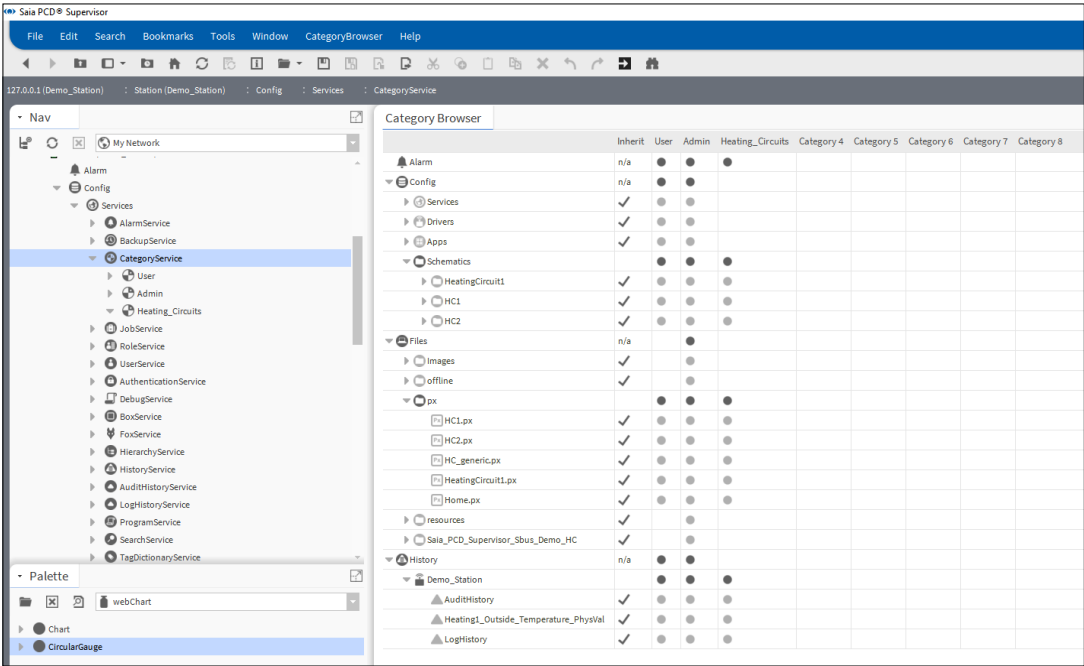 Saia PCD® Supervisor
File Edit Search Bookmarks Tools Window CategoryBrowser Help
127.0.0.1 (Demo_Station) : Station (Demo_Station) : Config : Services : CategoryService
Nav
My Network
Alarm
Config
Services
AlarmService
BackupService
CategoryService
User
Admin
Heating_Circuits
JobService
RoleService
UserService
AuthenticationService
DebugService
BoxService
FoxService
HierarchyService
HistoryService
AuditHistoryService
LogHistoryService
ProgramService
SearchService
TagDictionaryService
Palette
webChart
Chart
CircularGauge
Category Browser
Inherit User Admin Heating_Circuits Category 4 Category 5 Category 6 Category 7 Category 8
Alarm n/a
Config n/a
Services
Drivers
Apps
Schematics
HeatingCircuit1
HC1
HC2
Files n/a
Images
offline
px
Px HC1.px
Px HC2.px
Px HC_generic.px
Px HeatingCircuit1.px
Px Home.px
resources
Saia_PCD_Supervisor_Sbus_Demo_HC
History n/a
Demo_Station
AuditHistory
Heating1_Outside_Temperature_PhysVal
LogHistory